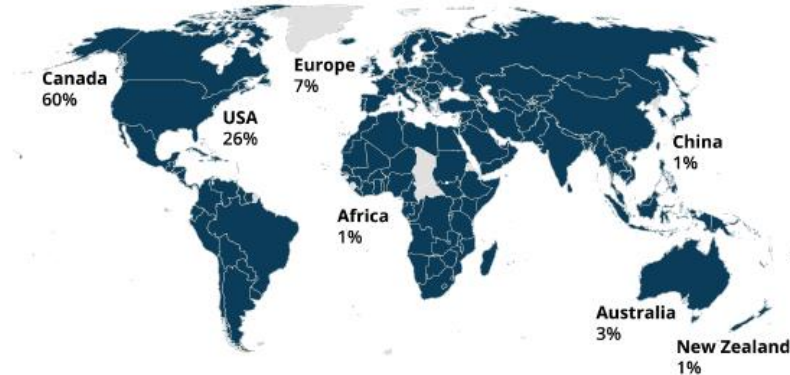 Canada
60%
USA
26%
Europe
7%
Africa
1%
China
1%
Australia
3%
New Zealand
1%